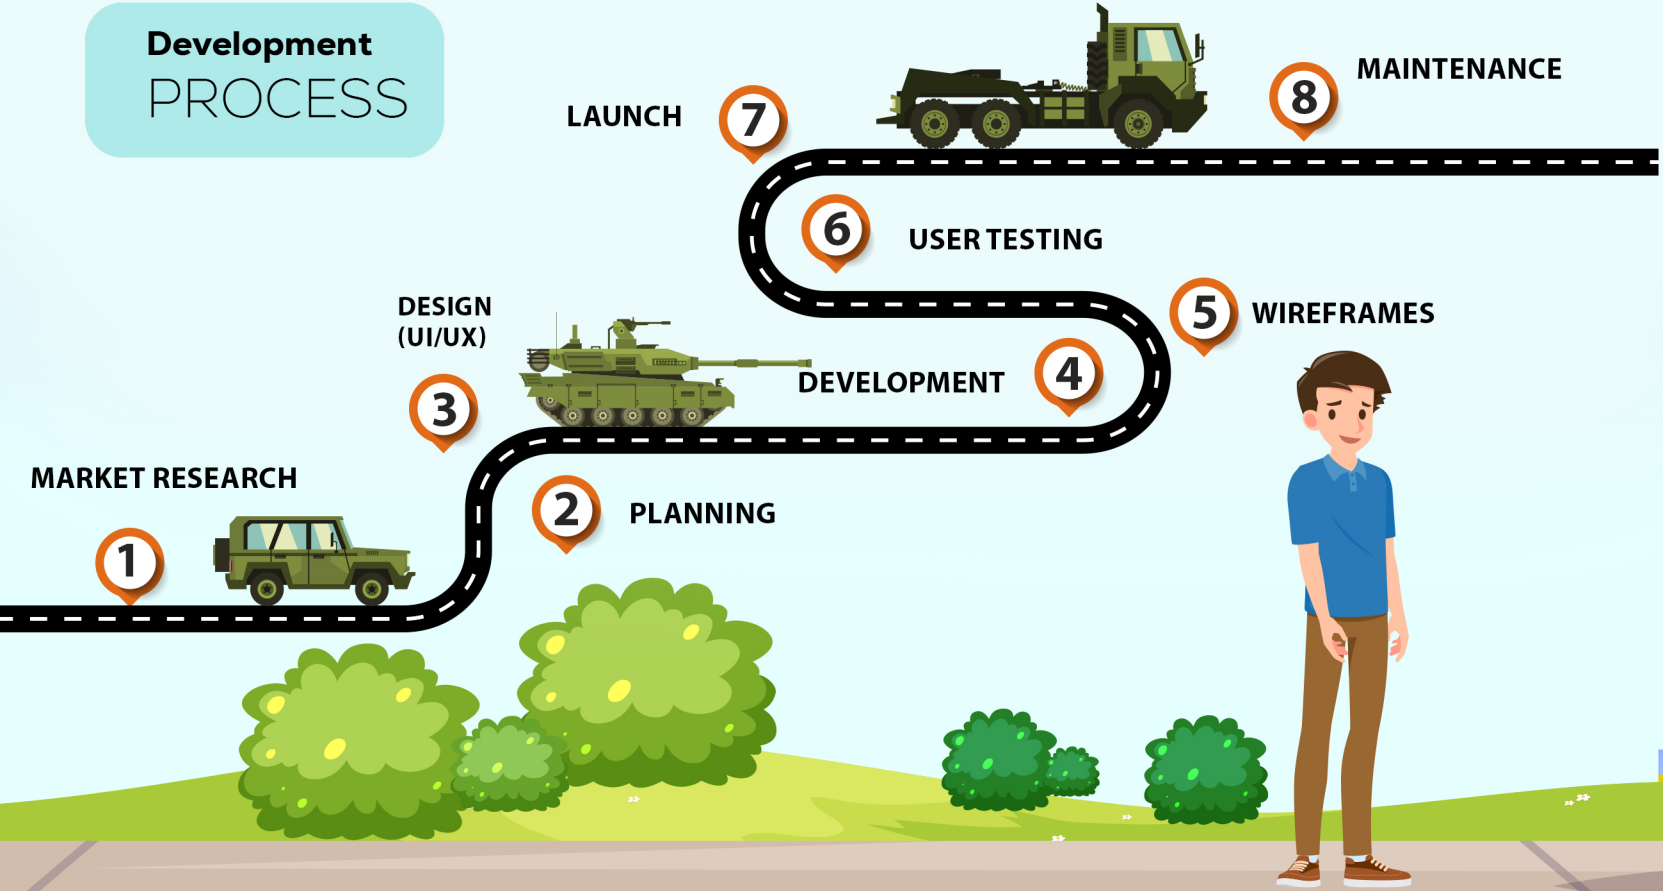 Development
PROCESS
1
MARKET RESEARCH
2
PLANNING
3
DESIGN
(UI/UX)
4
DEVELOPMENT
5
WIREFRAMES
6
USER TESTING
7
LAUNCH
8
MAINTENANCE